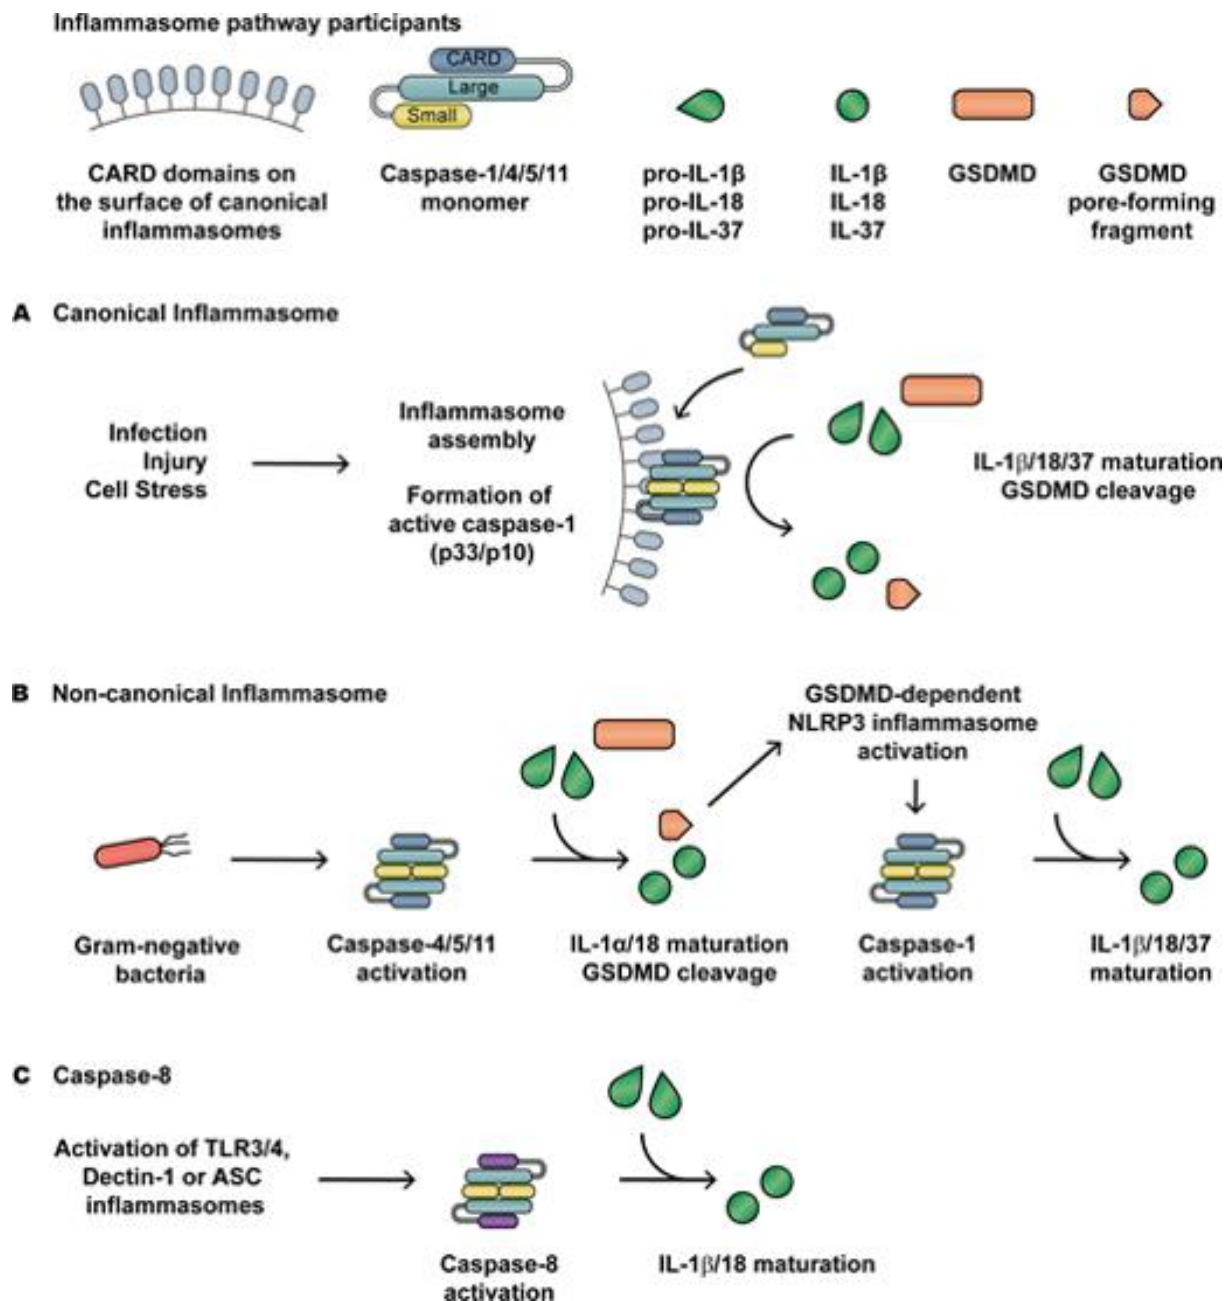 Inflammasome pathway participants
CARD
Large
Small
CARD domains on
the surface of canonical
inflammasomes
Caspase-1/4/5/11
monomer
pro-IL-1β
pro-IL-18
pro-IL-37
IL-1β
IL-18
IL-37
GSDMD
GSDMD
pore-forming
fragment
A Canonical Inflammasome
Infection
Injury
Cell Stress
Inflammasome
assembly
Formation of
active caspase-1
(p33/p10)
IL-1β/18/37 maturation
GSDMD cleavage
B Non-canonical Inflammasome
GSDMD-dependent
NLRP3 inflammasome
activation
Gram-negative
bacteria
Caspase-4/5/11
activation
IL-1α/18 maturation
GSDMD cleavage
Caspase-1
activation
IL-1β/18/37
maturation
C Caspase-8
Activation of TLR3/4,
Dectin-1 or ASC
inflammasomes
Caspase-8
activation
IL-1β/18 maturation